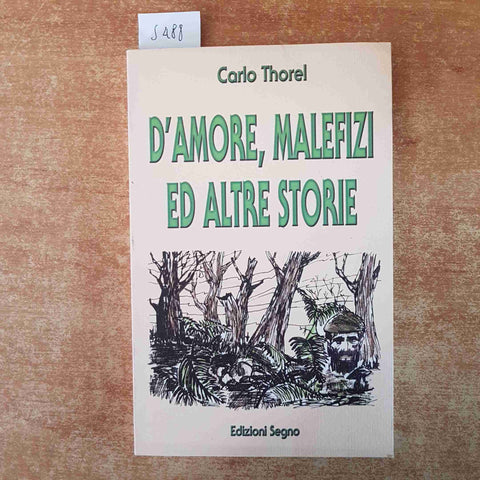 S488
Carlo Thorel
D'AMORE, MALEFIZI
ED ALTRE STORIE
Edizioni Segno